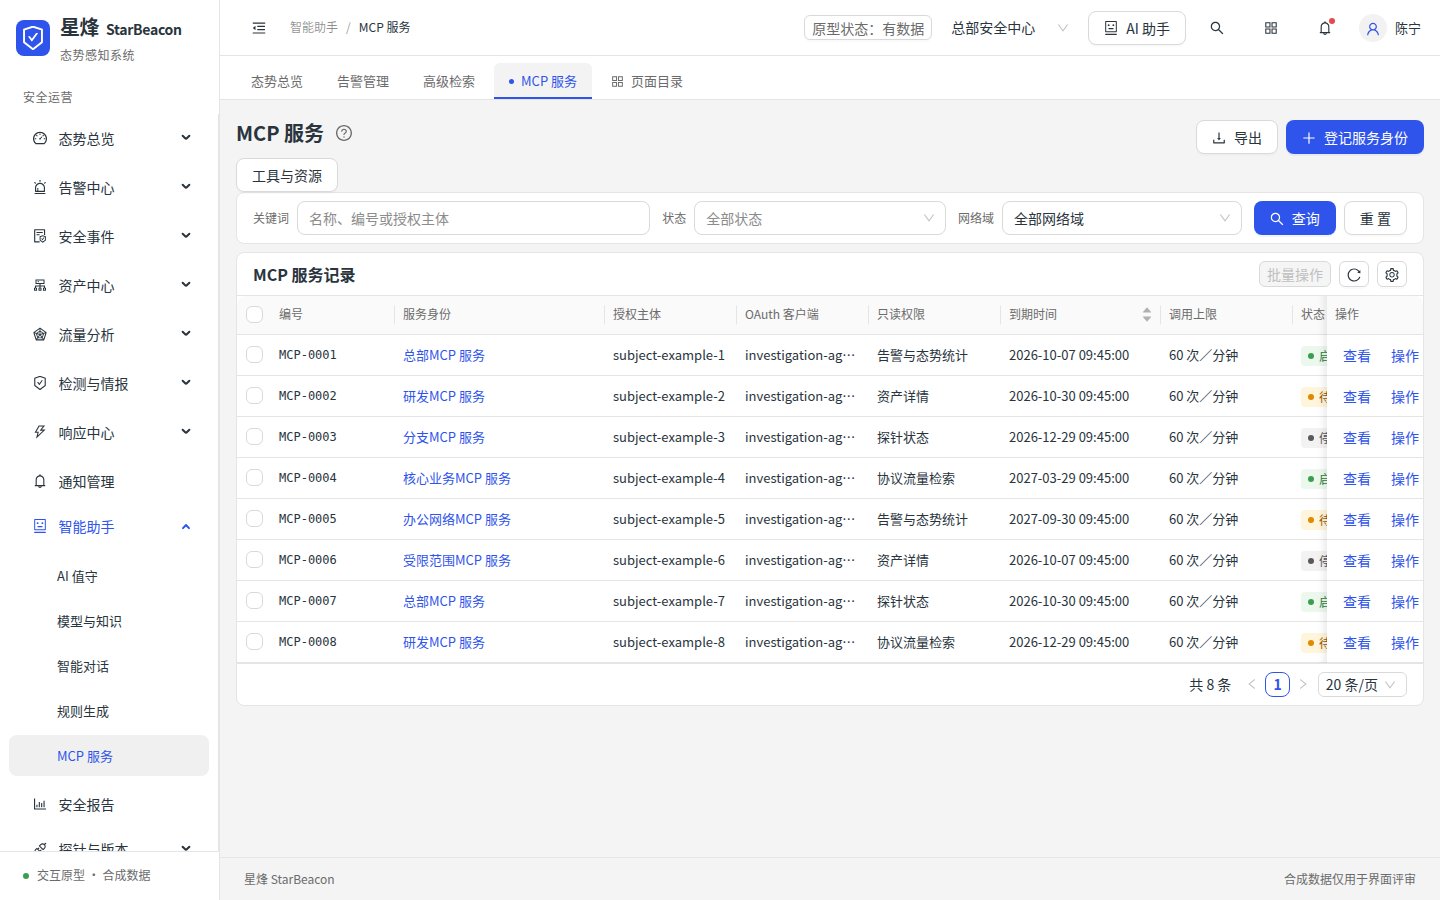 星烽 StarBeacon
态势感知系统
安全运营
态势总览
告警中心
安全事件
资产中心
流量分析
检测与情报
响应中心
通知管理
智能助手
AI 值守
模型与知识
智能对话
规则生成
MCP 服务
安全报告
探针与版本
交互原型 · 合成数据
智能助手 / MCP 服务
原型状态：有数据
总部安全中心
AI 助手
陈宁
态势总览 告警管理 高级检索 MCP 服务 页面目录
MCP 服务
导出
登记服务身份
工具与资源
关键词 名称、编号或授权主体 状态 全部状态 网络域 全部网络域 查询 重 置
MCP 服务记录
批量操作
编号 服务身份 授权主体 OAuth 客户端 只读权限 到期时间 调用上限 状态 操作
MCP-0001 总部MCP 服务 subject-example-1 investigation-ag··· 告警与态势统计 2026-10-07 09:45:00 60 次／分钟 查看 操作
MCP-0002 研发MCP 服务 subject-example-2 investigation-ag··· 资产详情 2026-10-30 09:45:00 60 次／分钟 待 查看 操作
MCP-0003 分支MCP 服务 subject-example-3 investigation-ag··· 探针状态 2026-12-29 09:45:00 60 次／分钟 查看 操作
MCP-0004 核心业务MCP 服务 subject-example-4 investigation-ag··· 协议流量检索 2027-03-29 09:45:00 60 次／分钟 查看 操作
MCP-0005 办公网络MCP 服务 subject-example-5 investigation-ag··· 告警与态势统计 2027-09-30 09:45:00 60 次／分钟 待 查看 操作
MCP-0006 受限范围MCP 服务 subject-example-6 investigation-ag··· 资产详情 2026-10-07 09:45:00 60 次／分钟 查看 操作
MCP-0007 总部MCP 服务 subject-example-7 investigation-ag··· 探针状态 2026-10-30 09:45:00 60 次／分钟 查看 操作
MCP-0008 研发MCP 服务 subject-example-8 investigation-ag··· 协议流量检索 2026-12-29 09:45:00 60 次／分钟 待 查看 操作
共 8 条 1 20 条/页
星烽 StarBeacon
合成数据仅用于界面评审